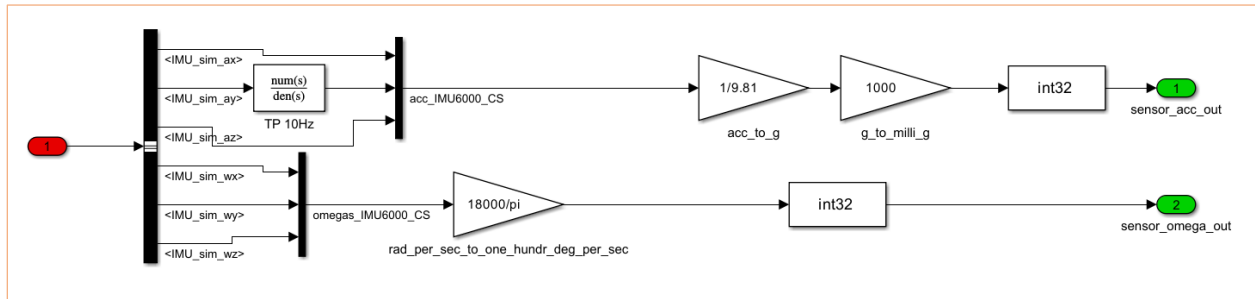 <IMU_sim_ax>
num(s)
den(s)
<IMU_sim_ay>
TP 10Hz
<IMU_sim_az>
acc_IMU6000_CS
1/9.81
acc_to_g
1000
g_to_milli_g
int32
1
sensor_acc_out
1
<IMU_sim_wx>
<IMU_sim_wy>
<IMU_sim_wz>
omegas_IMU6000_CS
18000/pi
rad_per_sec_to_one_hundr_deg_per_sec
int32
2
sensor_omega_out